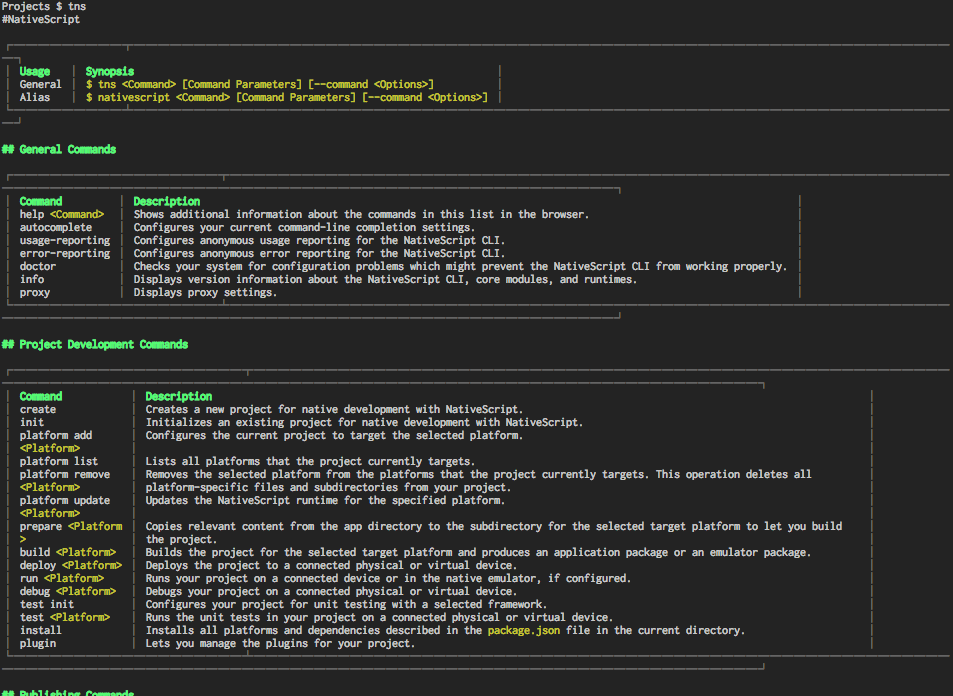 Projects $ tns
#NativeScript
Usage Synopsis
General $ tns <Command> [Command Parameters] [--command <Options>]
Alias $ nativescript <Command> [Command Parameters] [--command <Options>]
## General Commands
Command Description
help <Command> Shows additional information about the commands in this list in the browser.
autocomplete Configures your current command-line completion settings.
usage-reporting Configures anonymous usage reporting for the NativeScript CLI.
error-reporting Configures anonymous error reporting for the NativeScript CLI.
doctor Checks your system for configuration problems which might prevent the NativeScript CLI from working properly.
info Displays version information about the NativeScript CLI, core modules, and runtimes.
proxy Displays proxy settings.
## Project Development Commands
Command Description
create Creates a new project for native development with NativeScript.
init Initializes an existing project for native development with NativeScript.
platform add Configures the current project to target the selected platform.
<Platform>
platform list Lists all platforms that the project currently targets.
platform remove Removes the selected platform from the platforms that the project currently targets. This operation deletes all
<Platform> platform-specific files and subdirectories from your project.
platform update Updates the NativeScript runtime for the specified platform.
<Platform>
prepare <Platform Copies relevant content from the app directory to the subdirectory for the selected target platform to let you build
> the project.
build <Platform> Builds the project for the selected target platform and produces an application package or an emulator package.
deploy <Platform> Deploys the project to a connected physical or virtual device.
run <Platform> Runs your project on a connected device or in the native emulator, if configured.
debug <Platform> Debugs your project on a connected physical or virtual device.
test init Configures your project for unit testing with a selected framework.
test <Platform> Runs the unit tests in your project on a connected physical or virtual device.
install Installs all platforms and dependencies described in the package.json file in the current directory.
plugin Lets you manage the plugins for your project.
## Publishing Commands